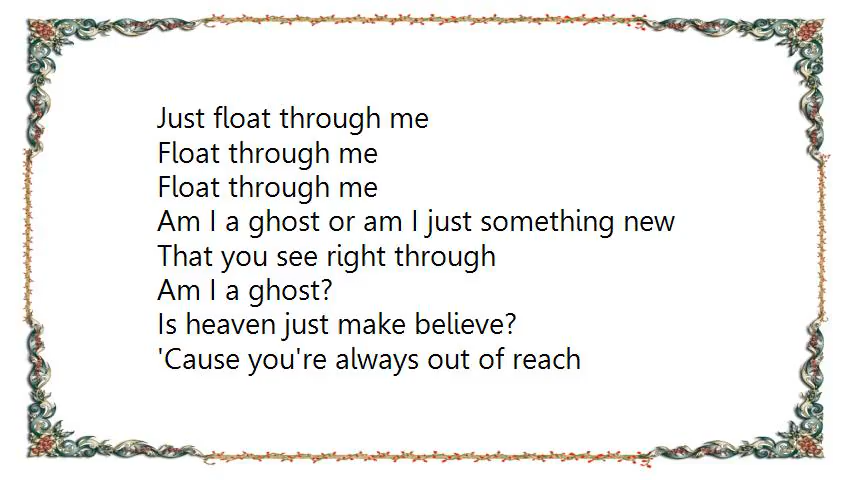 Just float through me
Float through me
Float through me
Am I a ghost or am I just something new
That you see right through
Am I a ghost?
Is heaven just make believe?
'Cause you're always out of reach